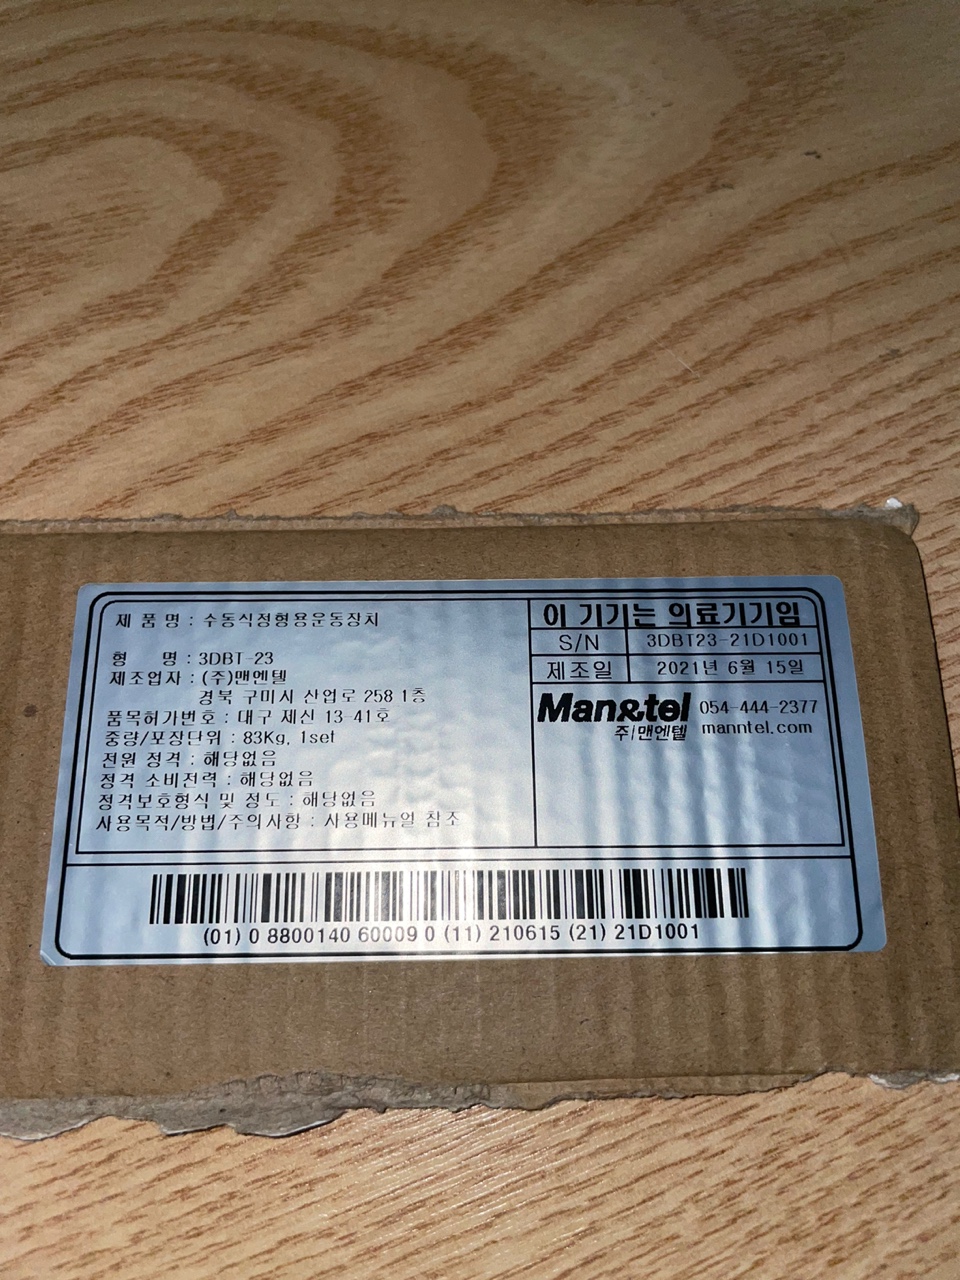 제 품 명 : 수동식정형용운동장치
형 명 : 3DBT-23
제조업자 : (주)맨엔텔
경북 구미시 산업로 258 1층
품목허가번호 : 대구 제신 13-41호
중량/포장단위 : 83Kg, 1set
전원 정격 : 해당없음
정격 소비전력 : 해당없음
정격보호형식 및 정도 : 해당없음
사용목적/방법/주의사항 : 사용메뉴얼 참조
이 기기는 의료기기임
S/N 3DBT23-21D1001
제조일 2021년 6월 15일
Man&tel 054-444-2377
주)맨엔텔 manntel.com
(01) 0 8800140 60009 0 (11) 210615 (21) 21D1001